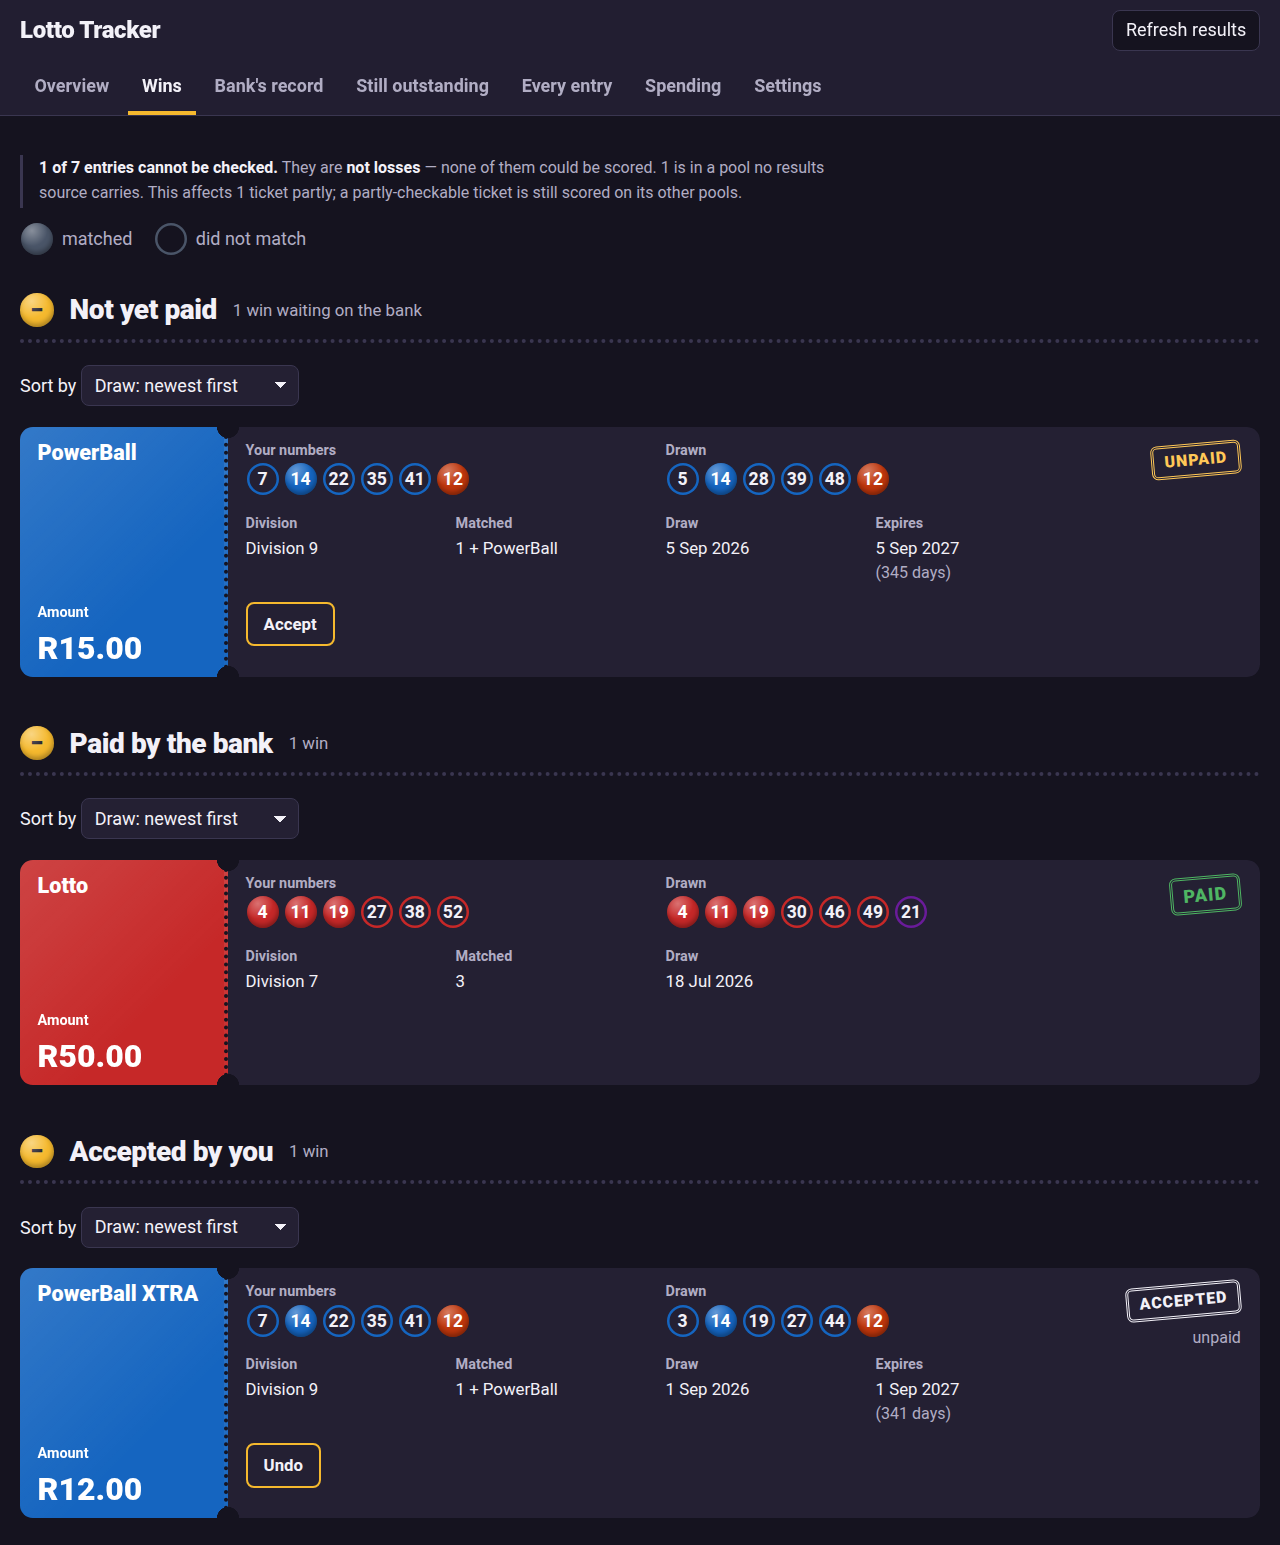 Lotto Tracker
Refresh results
Overview Wins Bank's record Still outstanding Every entry Spending Settings
1 of 7 entries cannot be checked. They are not losses — none of them could be scored. 1 is in a pool no results
source carries. This affects 1 ticket partly; a partly-checkable ticket is still scored on its other pools.
matched did not match
Not yet paid 1 win waiting on the bank
Sort by Draw: newest first
PowerBall
Your numbers
7 14 22 35 41 12
Drawn
5 14 28 39 48 12
UNPAID
Division
Division 9
Matched
1 + PowerBall
Draw
5 Sep 2026
Expires
5 Sep 2027
(345 days)
Amount
R15.00
Accept
Paid by the bank 1 win
Sort by Draw: newest first
Lotto
Your numbers
4 11 19 27 38 52
Drawn
4 11 19 30 46 49 21
PAID
Division
Division 7
Matched
3
Draw
18 Jul 2026
Amount
R50.00
Accepted by you 1 win
Sort by Draw: newest first
PowerBall XTRA
Your numbers
7 14 22 35 41 12
Drawn
3 14 19 27 44 12
ACCEPTED
unpaid
Division
Division 9
Matched
1 + PowerBall
Draw
1 Sep 2026
Expires
1 Sep 2027
(341 days)
Amount
R12.00
Undo